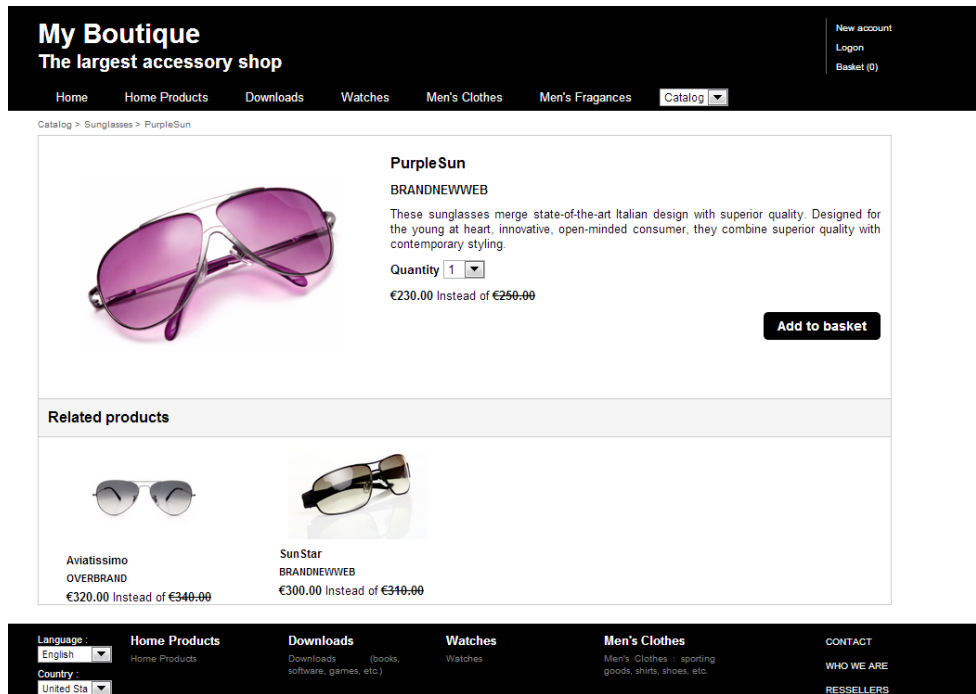 My Boutique
The largest accessory shop
New account
Logon
Basket (0)
Home Home Products Downloads Watches Men's Clothes Men's Fragances Catalog
Catalog > Sunglasses > PurpleSun
PurpleSun
BRANDNEWWEB
These sunglasses merge state-of-the-art Italian design with superior quality. Designed for
the young at heart, innovative, open-minded consumer, they combine superior quality with
contemporary styling.
Quantity 1
€230.00 Instead of €250.00
Add to basket
Related products
Aviatissimo
OVERBRAND
€320.00 Instead of €340.00
SunStar
BRANDNEWWEB
€300.00 Instead of €310.00
Language :
English
Country :
United Sta
Home Products
Home Products
Downloads
Downloads (books,
software, games, etc.)
Watches
Watches
Men's Clothes
Men's Clothes : sporting
goods, shirts, shoes, etc.
CONTACT
WHO WE ARE
RESSELLERS